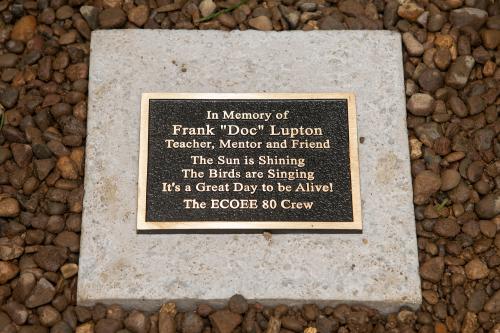 In Memory of
Frank "Doc" Lupton
Teacher, Mentor and Friend
The Sun is Shining
The Birds are Singing
It's a Great Day to be Alive!
The ECOEE 80 Crew